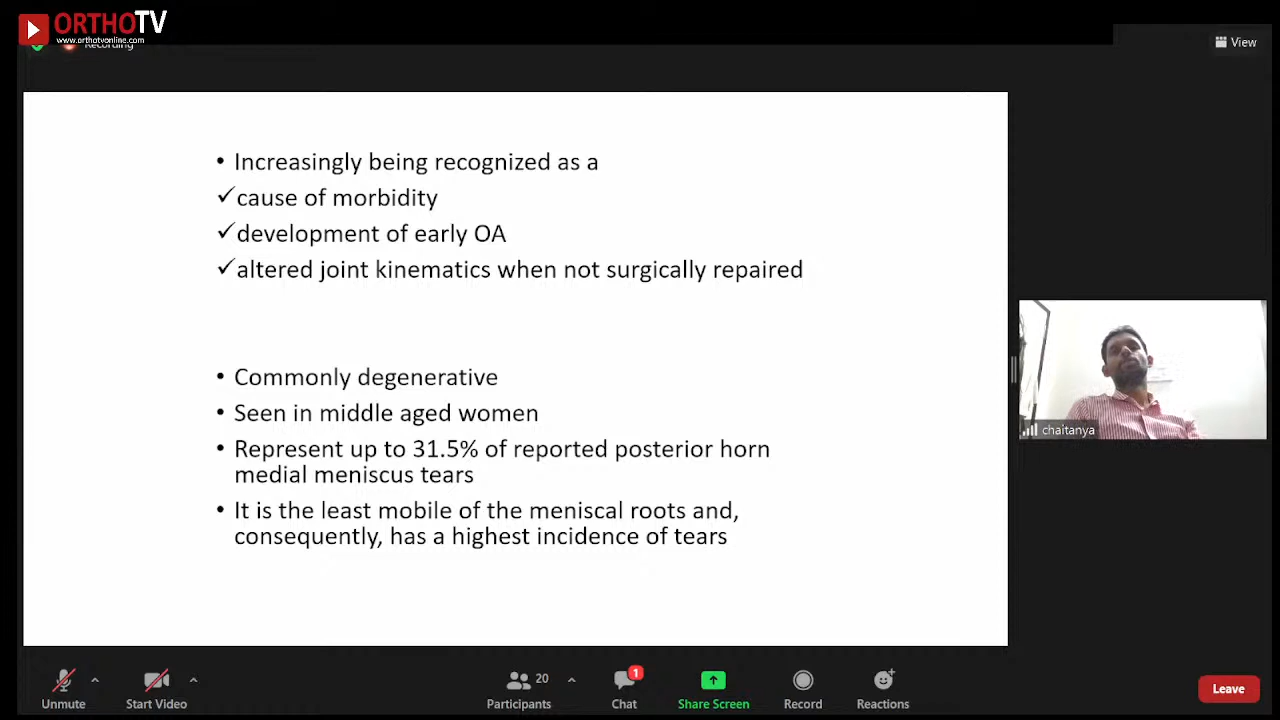 ORTHOTV
www.orthotvonline.com
Recording
View
• Increasingly being recognized as a
✓cause of morbidity
✓development of early OA
✓altered joint kinematics when not surgically repaired
• Commonly degenerative
• Seen in middle aged women
• Represent up to 31.5% of reported posterior horn
medial meniscus tears
• It is the least mobile of the meniscal roots and,
consequently, has a highest incidence of tears
chaitanya
Unmute
Start Video
20
Participants
1
Chat
Share Screen
Record
Reactions
Leave